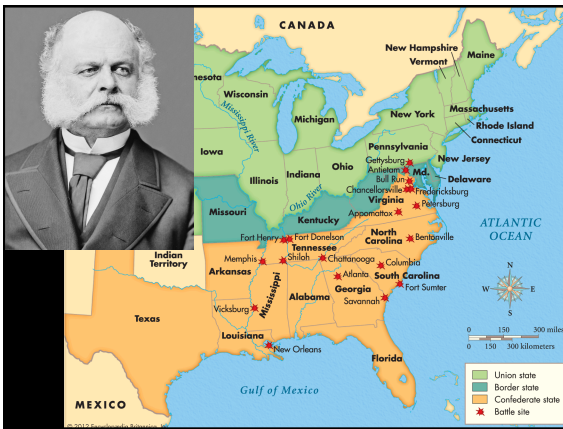 CANADA
New Hampshire
Vermont
Maine
nesota
Wisconsin
Mississippi River
Michigan
New York
Massachusetts
Rhode Island
Connecticut
Iowa
Illinois
Indiana
Ohio
Pennsylvania
New Jersey
Gettysburg
Antietam
Md.
Delaware
Bull Run
Chancellorsville
Fredericksburg
Ohio River
Virginia
Petersburg
Missouri
Kentucky
Appomattox
ATLANTIC
OCEAN
Fort Henry
Fort Donelson
North
Carolina
Bentonville
Tennessee
Indian
Territory
Memphis
Shiloh
Chattanooga
Columbia
Arkansas
Atlanta
South Carolina
Fort Sumter
Mississippi
Alabama
Georgia
Savannah
N
W
E
S
Texas
Vicksburg
Louisiana
New Orleans
Florida
0 150 300 miles
0 150 300 kilometers
Gulf of Mexico
MEXICO
Union state
Border state
Confederate state
Battle site
© 2012 Encyclopædia Britannica, In